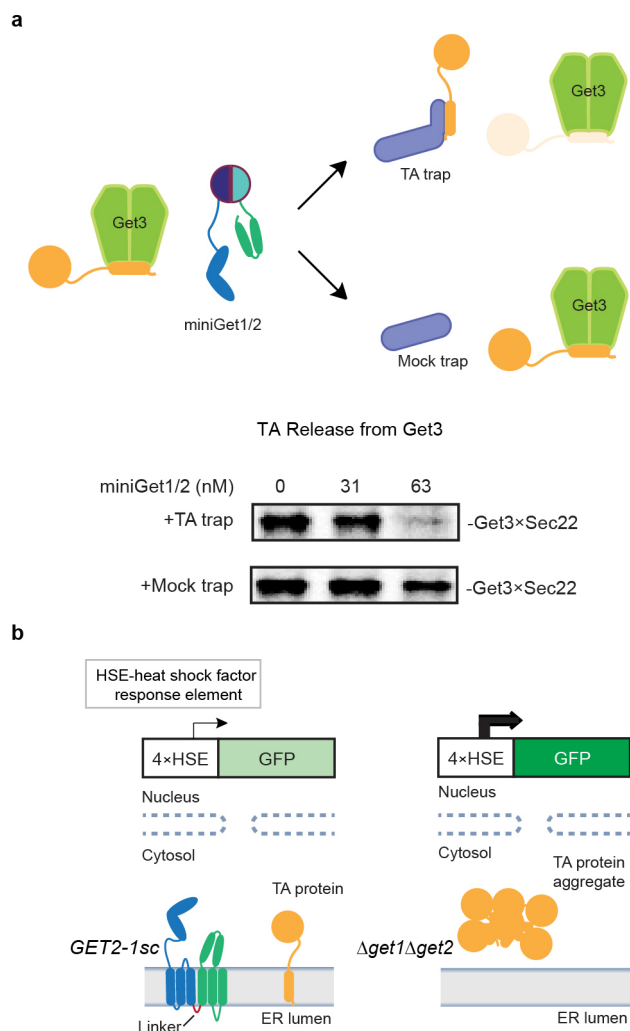 a
Get3
TA trap
Get3
miniGet1/2
Mock trap
Get3
TA Release from Get3
miniGet1/2 (nM) 0 31 63
+TA trap -Get3×Sec22
+Mock trap -Get3×Sec22
b
HSE-heat shock factor
response element
4×HSE GFP
4×HSE GFP
Nucleus
Nucleus
Cytosol
Cytosol
TA protein
aggregate
TA protein
GET2-1sc
Δget1Δget2
Linker
ER lumen
ER lumen